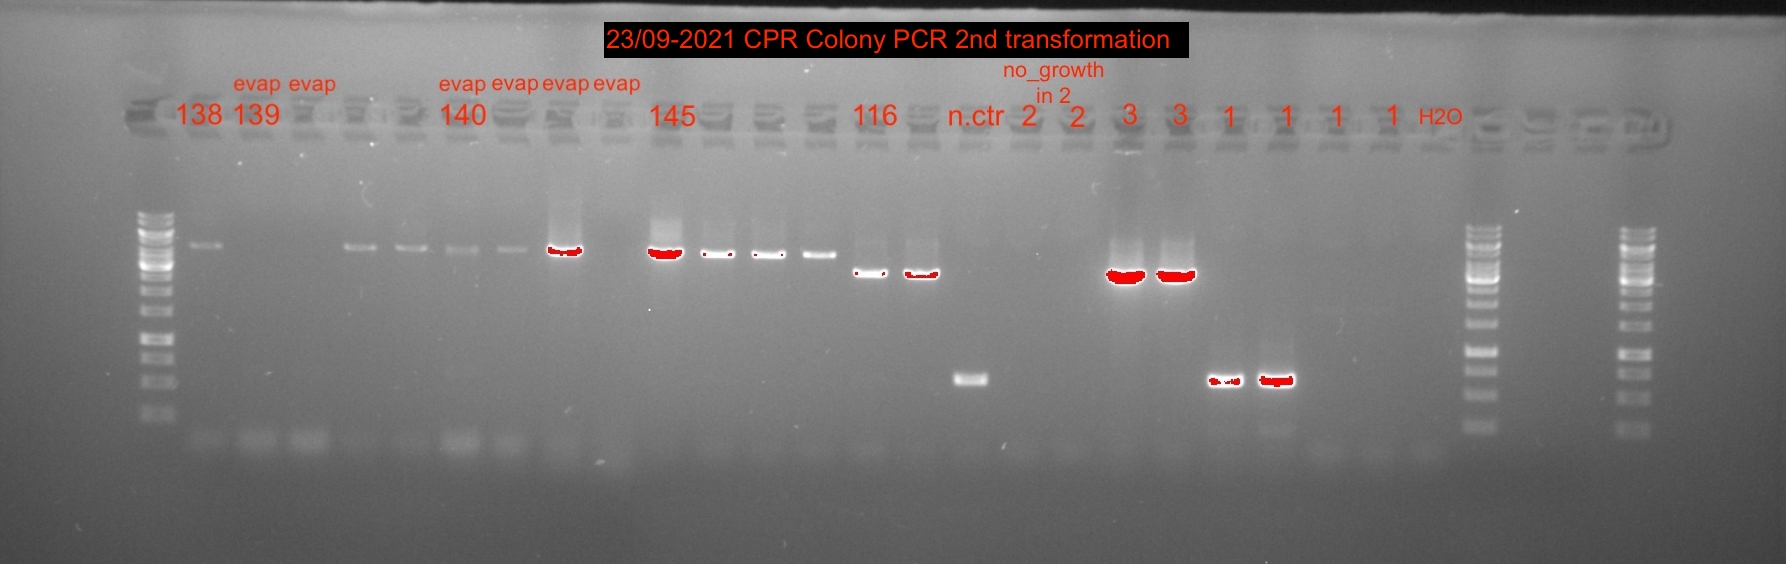 23/09-2021 CPR Colony PCR 2nd transformation
no_growth
in 2
evap evap evap evap evap evap
138 139 140 145 116 n.ctr 2 2 3 3 1 1 1 1 H2O